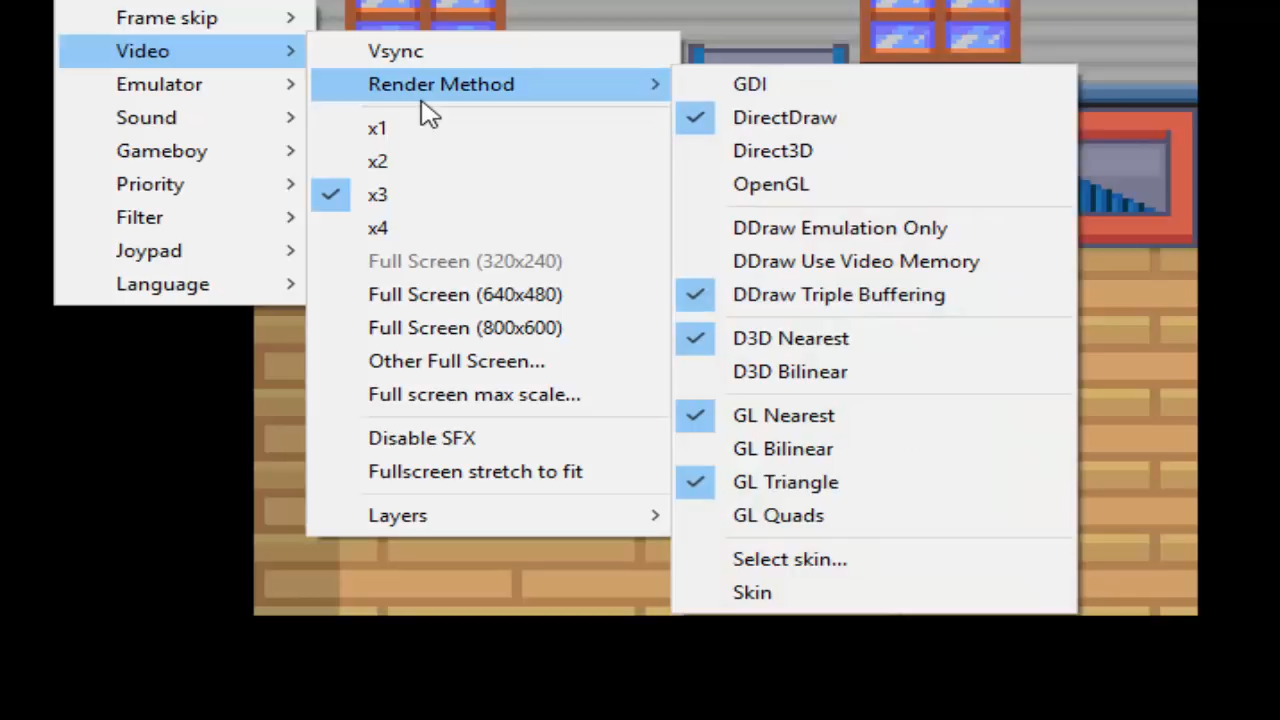 Frame skip
Video
Emulator
Sound
Gameboy
Priority
Filter
Joypad
Language
Vsync
Render Method
x1
x2
x3
x4
Full Screen (320x240)
Full Screen (640x480)
Full Screen (800x600)
Other Full Screen...
Full screen max scale...
Disable SFX
Fullscreen stretch to fit
Layers
GDI
DirectDraw
Direct3D
OpenGL
DDraw Emulation Only
DDraw Use Video Memory
DDraw Triple Buffering
D3D Nearest
D3D Bilinear
GL Nearest
GL Bilinear
GL Triangle
GL Quads
Select skin...
Skin